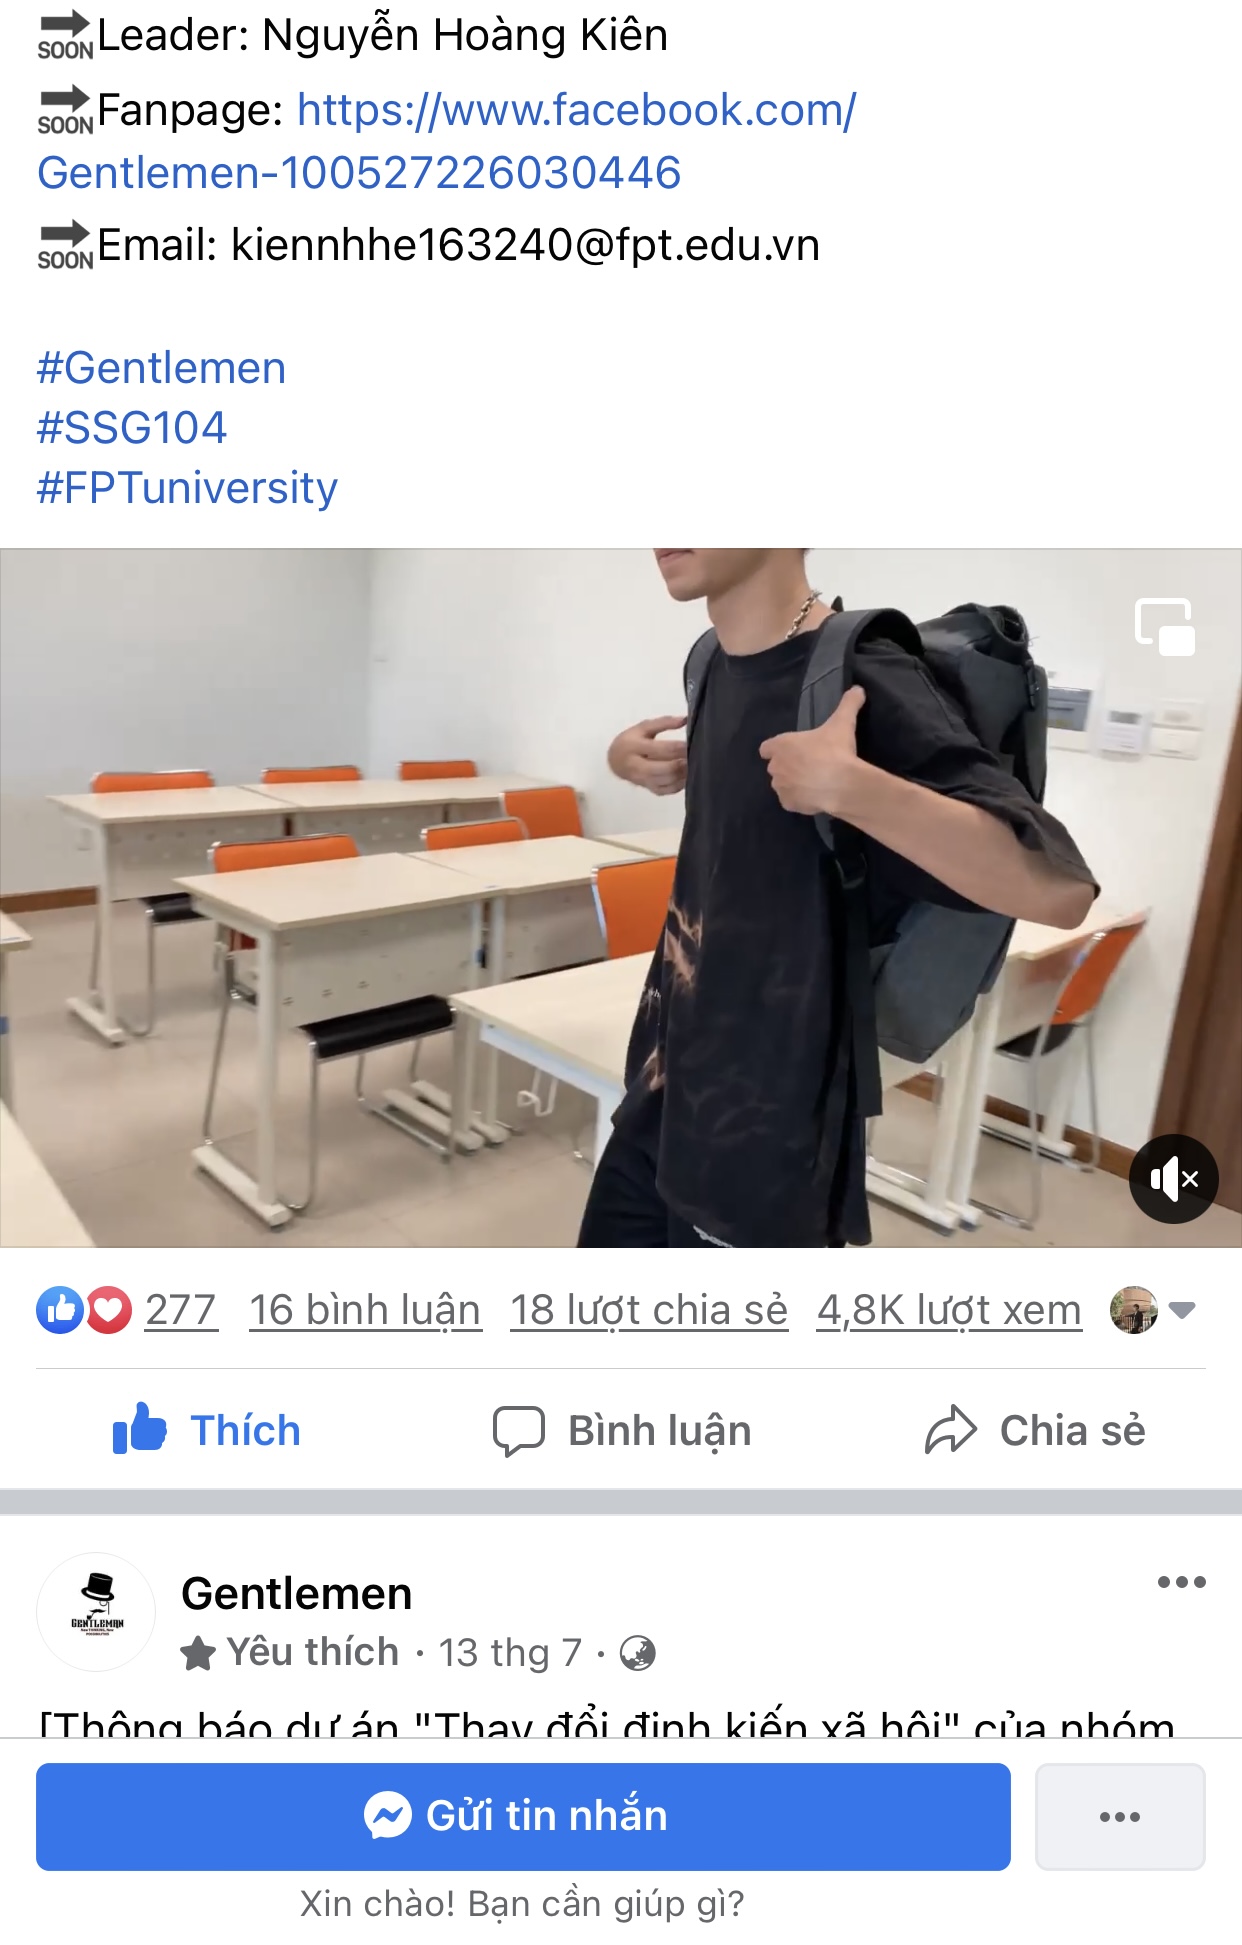 SOON Leader: Nguyễn Hoàng Kiên
SOON Fanpage: https://www.facebook.com/
Gentlemen-100527226030446
SOON Email: kiennhhe163240@fpt.edu.vn
#Gentlemen
#SSG104
#FPTuniversity
277 16 bình luận 18 lượt chia sẻ 4,8K lượt xem
Thích Bình luận Chia sẻ
GENTLEMAN
Gentlemen
Yêu thích · 13 thg 7 ·
[Thông báo dự án "Thay đổi định kiến xã hội" của nhóm
Gửi tin nhắn
Xin chào! Bạn cần giúp gì?